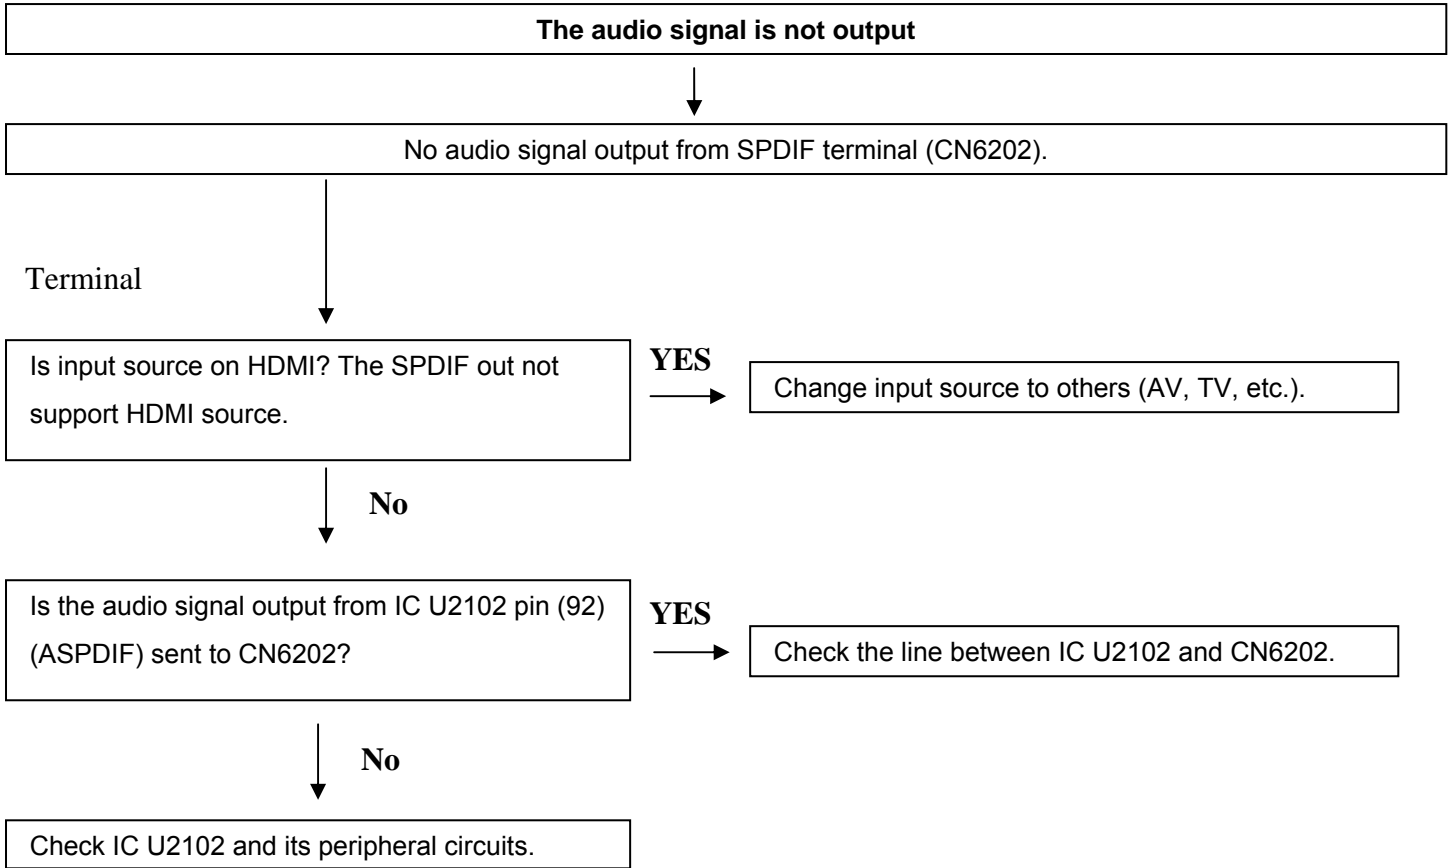 The audio signal is not output
No audio signal output from SPDIF terminal (CN6202).
Terminal
Is input source on HDMI? The SPDIF out not
support HDMI source.
YES
Change input source to others (AV, TV, etc.).
No
Is the audio signal output from IC U2102 pin (92)
(ASPDIF) sent to CN6202?
YES
Check the line between IC U2102 and CN6202.
No
Check IC U2102 and its peripheral circuits.